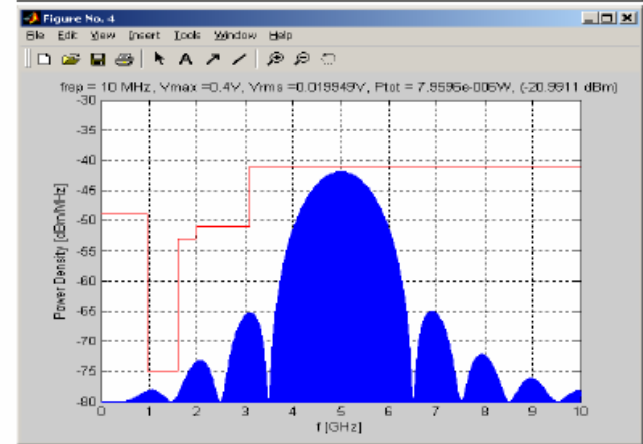 Figure No. 4
File Edit View Insert Tools Window Help
frep = 10 MHz, Vmax =0.4V, Vrms =0.019949V, Ptot = 7.9596e-006W, (-20.9911 dBm)
-30
-35
-40
-45
-50
-55
-60
-65
-70
-75
-80
Power Density [dBm/MHz]
0 1 2 3 4 5 6 7 8 9 10
f [GHz]